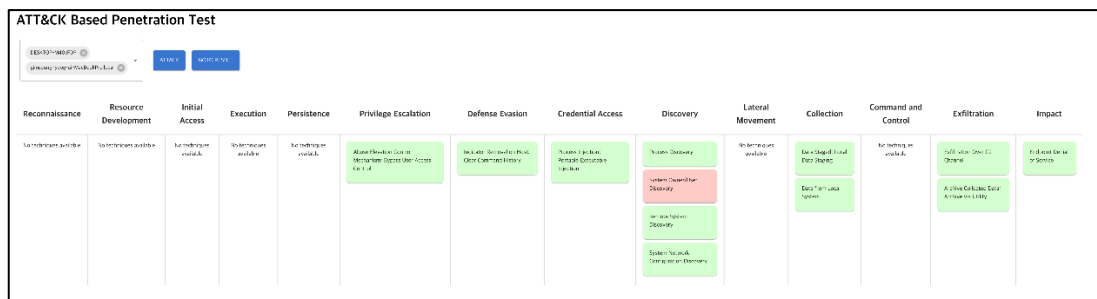 ATT&CK Based Penetration Test
ATTACK
GOTO RESULT
Reconnaissance
Resource
Development
Initial
Access
Execution
Persistence
Privilege Escalation
Defense Evasion
Credential Access
Discovery
Lateral
Movement
Collection
Command and
Control
Exfiltration
Impact
No techniques available
No techniques available
No techniques
available
No techniques
available
No techniques
available
Abuse Elevation Control
Mechanism: Bypass User Access
Control
Indicator Removal on Host:
Clear Command History
Process Injection:
Portable Executable
Injection
Process Discovery
System Owner/User
Discovery
Remote System
Discovery
System Network
Configuration Discovery
No techniques
available
Data Staged: Local
Data Staging
Data from Local
System
No techniques
available
Exfiltration Over C2
Channel
Archive Collected Data:
Archive via Utility
Endpoint Denial
of Service